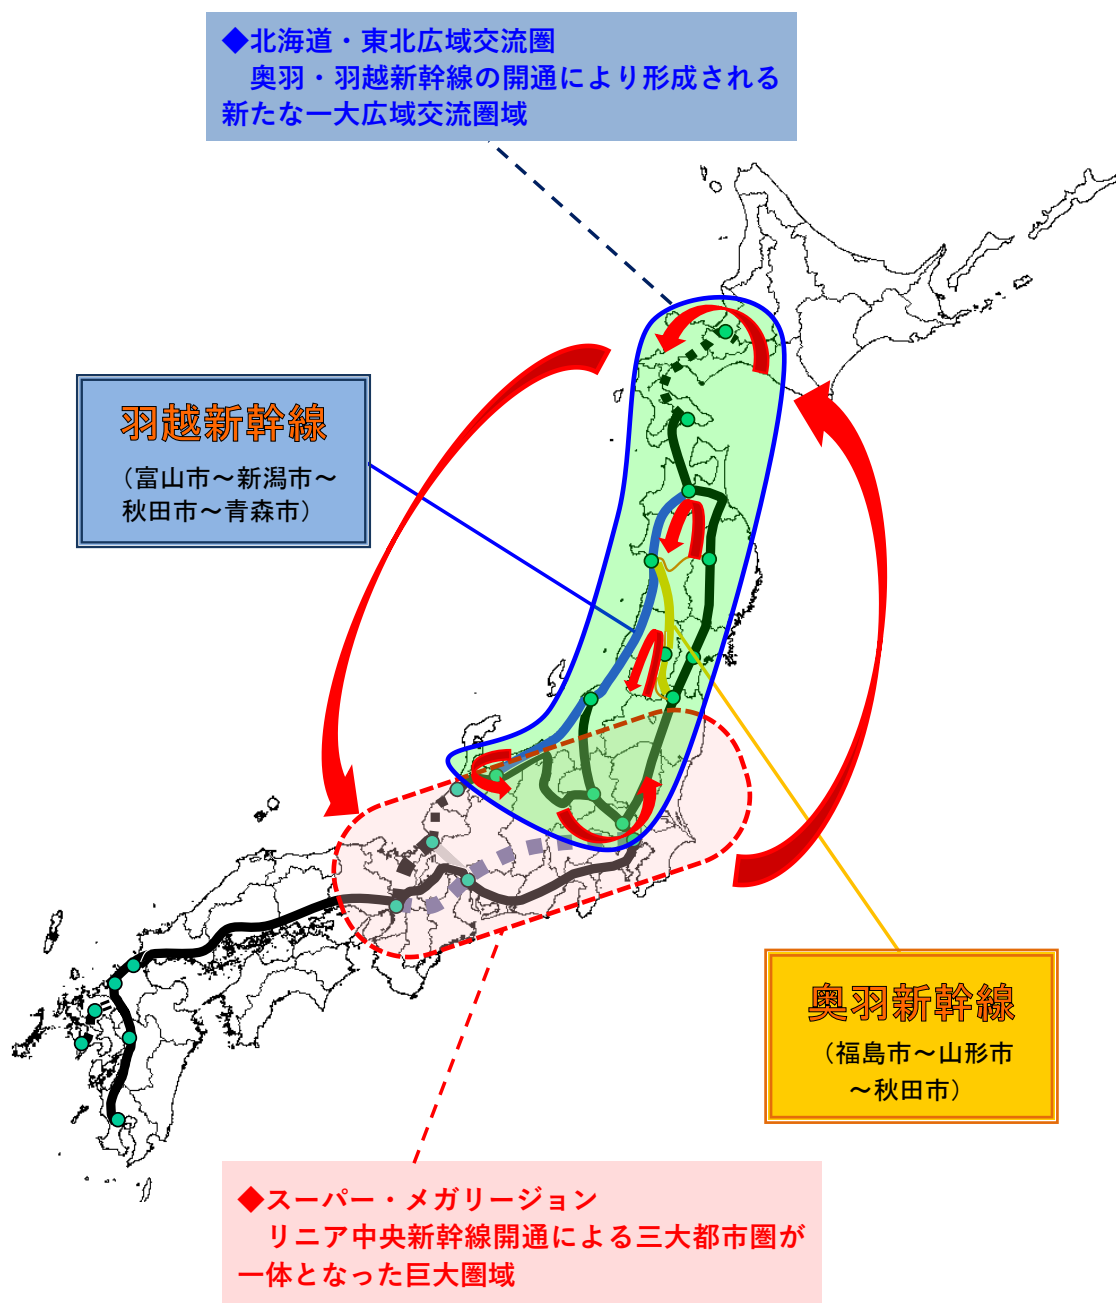 ◆北海道・東北広域交流圏
奥羽・羽越新幹線の開通により形成される
新たな一大広域交流圏域
羽越新幹線
（富山市～新潟市～
秋田市～青森市）
奥羽新幹線
（福島市～山形市
～秋田市）
◆スーパー・メガリージョン
リニア中央新幹線開通による三大都市圏が
一体となった巨大圏域